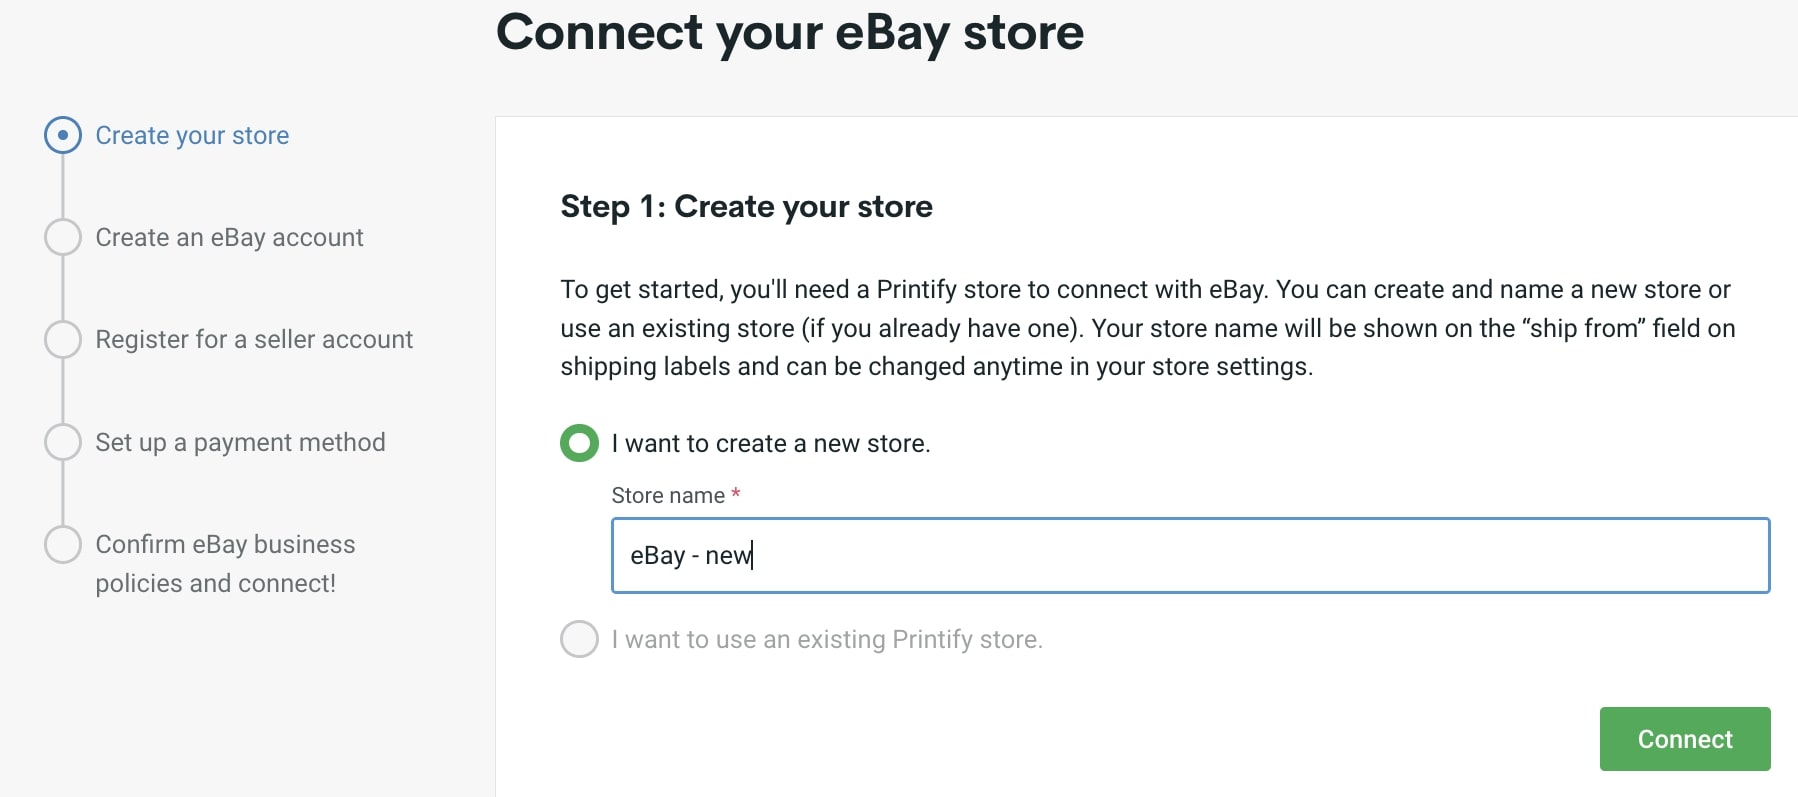 Connect your eBay store
Create your store
Create an eBay account
Register for a seller account
Set up a payment method
Confirm eBay business
policies and connect!
Step 1: Create your store
To get started, you'll need a Printify store to connect with eBay. You can create and name a new store or
use an existing store (if you already have one). Your store name will be shown on the “ship from” field on
shipping labels and can be changed anytime in your store settings.
I want to create a new store.
Store name *
eBay - new
I want to use an existing Printify store.
Connect